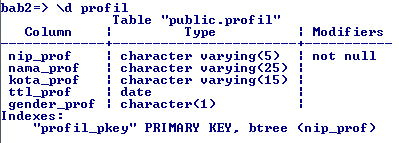 bab2=> \d profil
Table "public.profil"
Column | Type | Modifiers
-------------+-----------------------+-----------
nip_prof | character varying(5) | not null
nama_prof | character varying(25) |
kota_prof | character varying(15) |
ttl_prof | date |
gender_prof | character(1) |
Indexes:
"profil_pkey" PRIMARY KEY, btree (nip_prof)